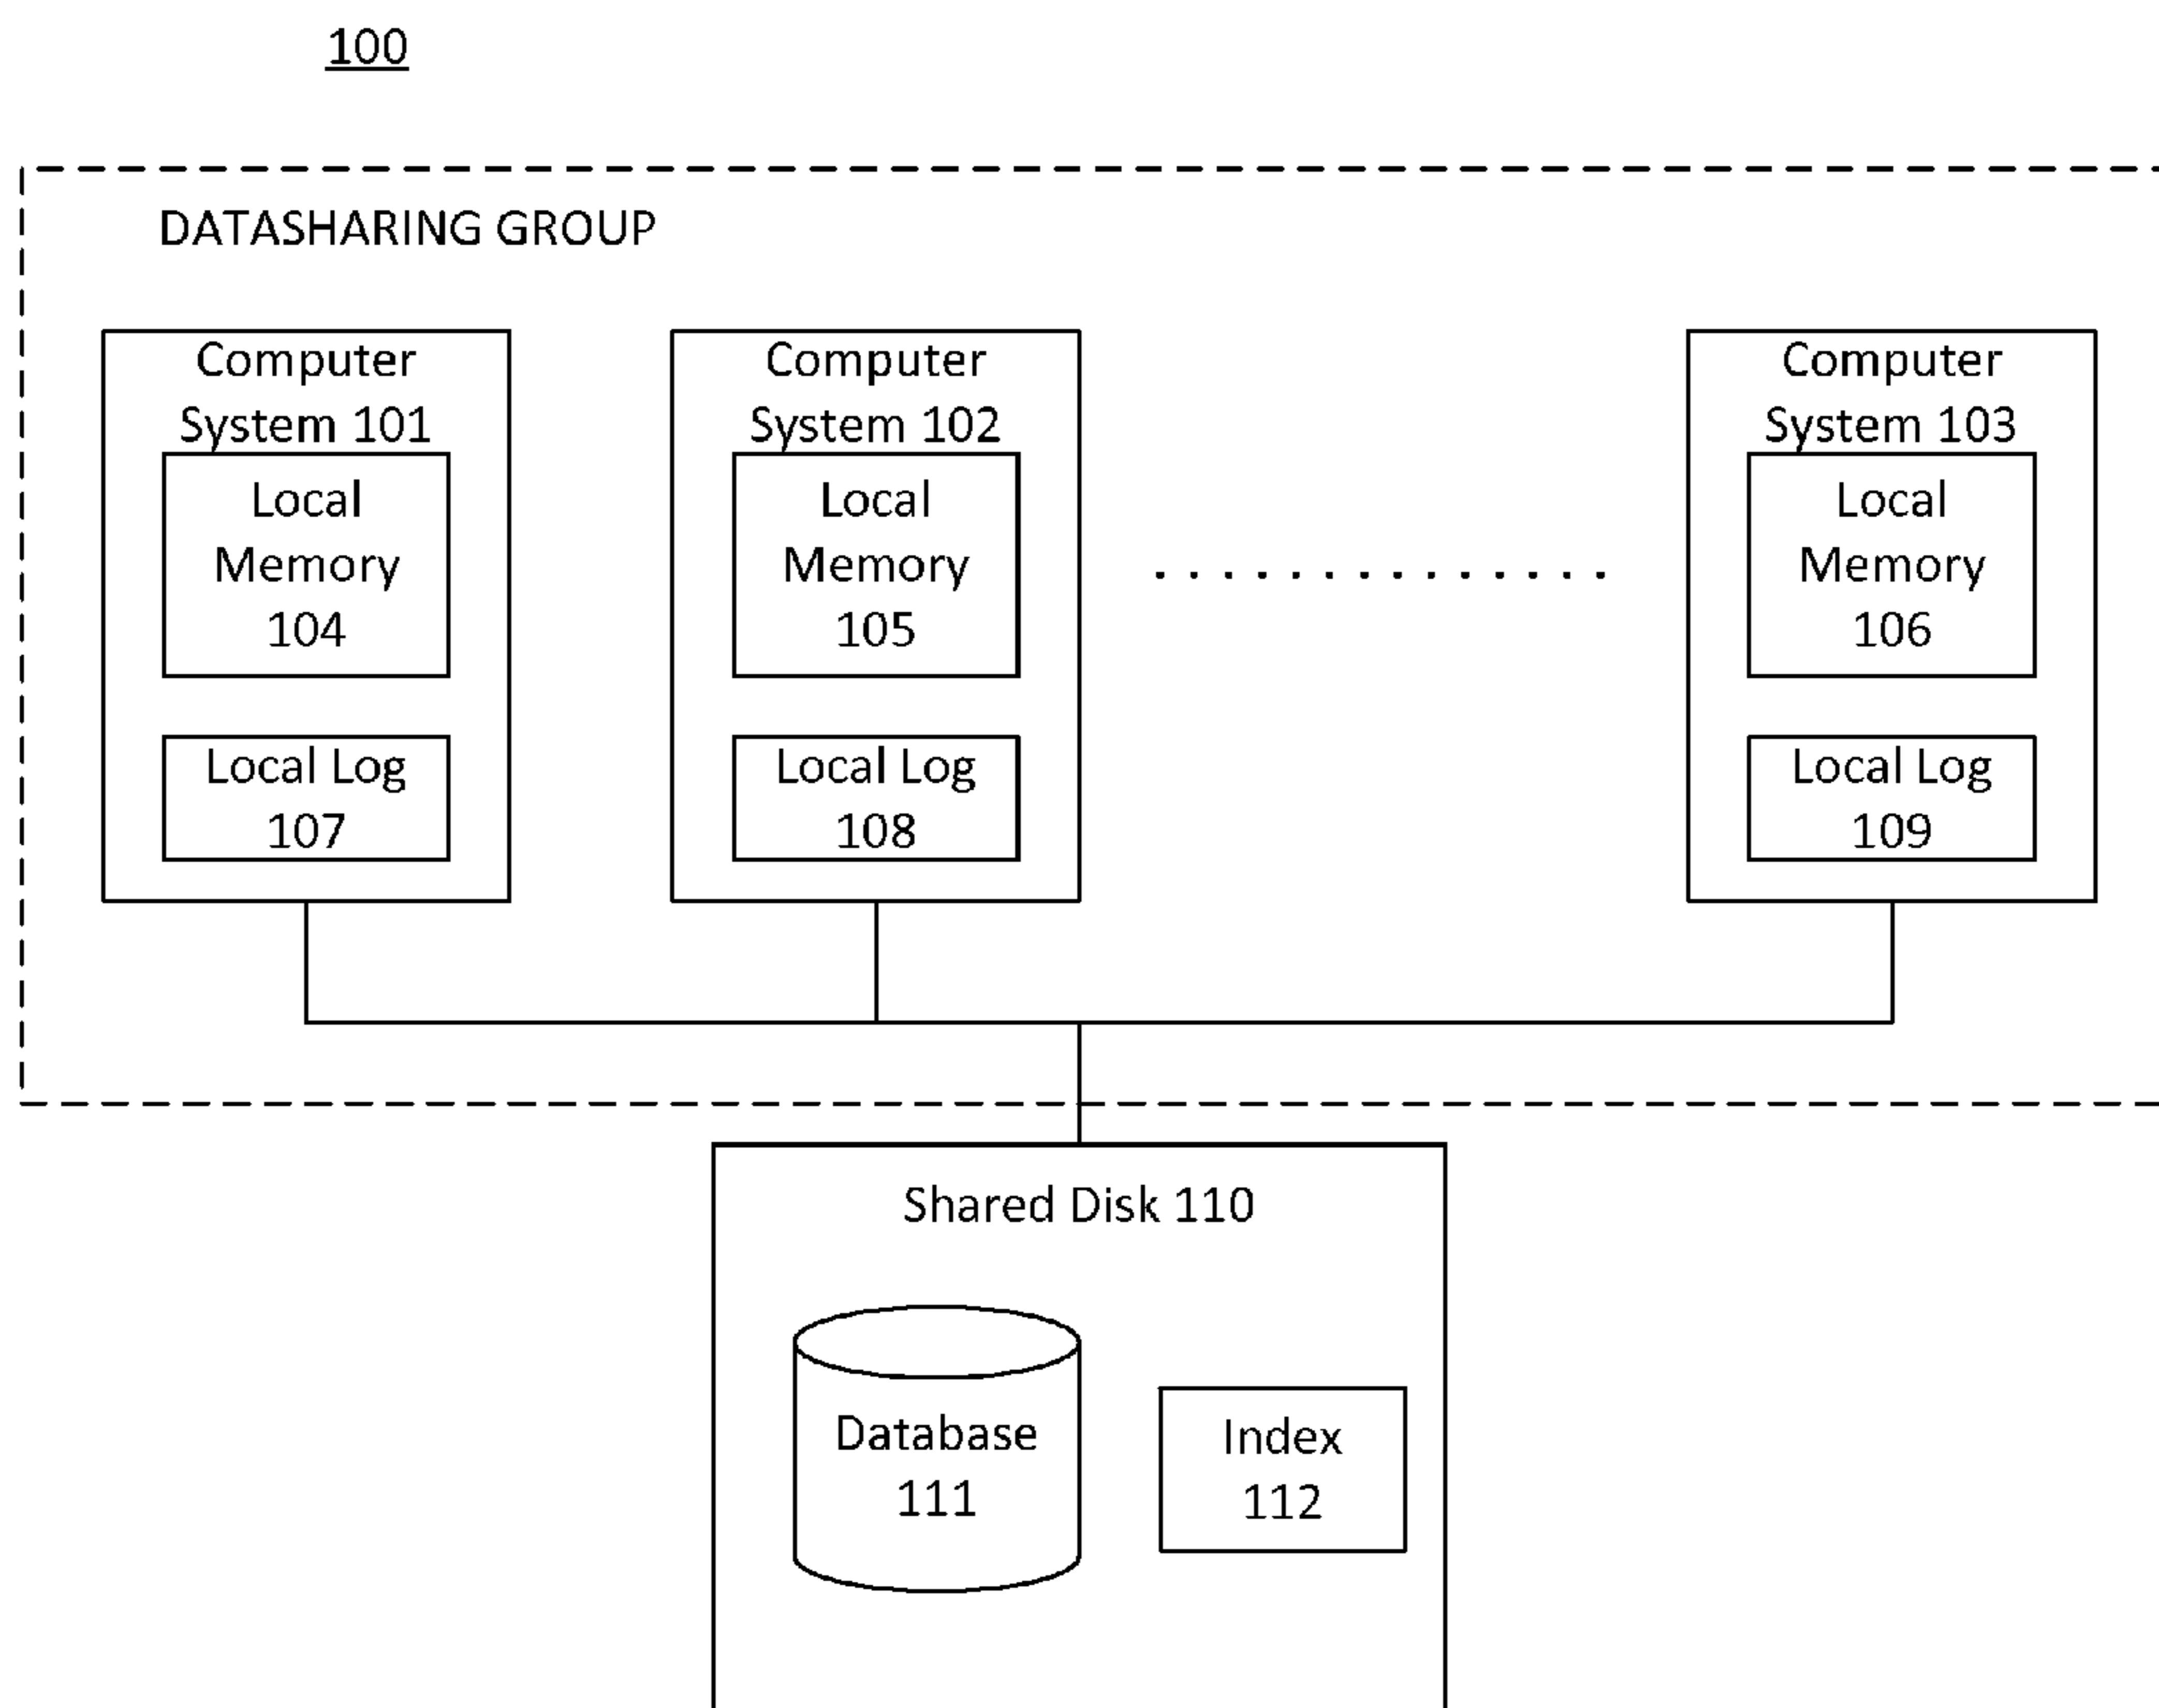 100
DATASHARING GROUP
Computer
System 101
Local
Memory
104
Local Log
107
Computer
System 102
Local
Memory
105
Local Log
108
Computer
System 103
Local
Memory
106
Local Log
109
Shared Disk 110
Database
111
Index
112